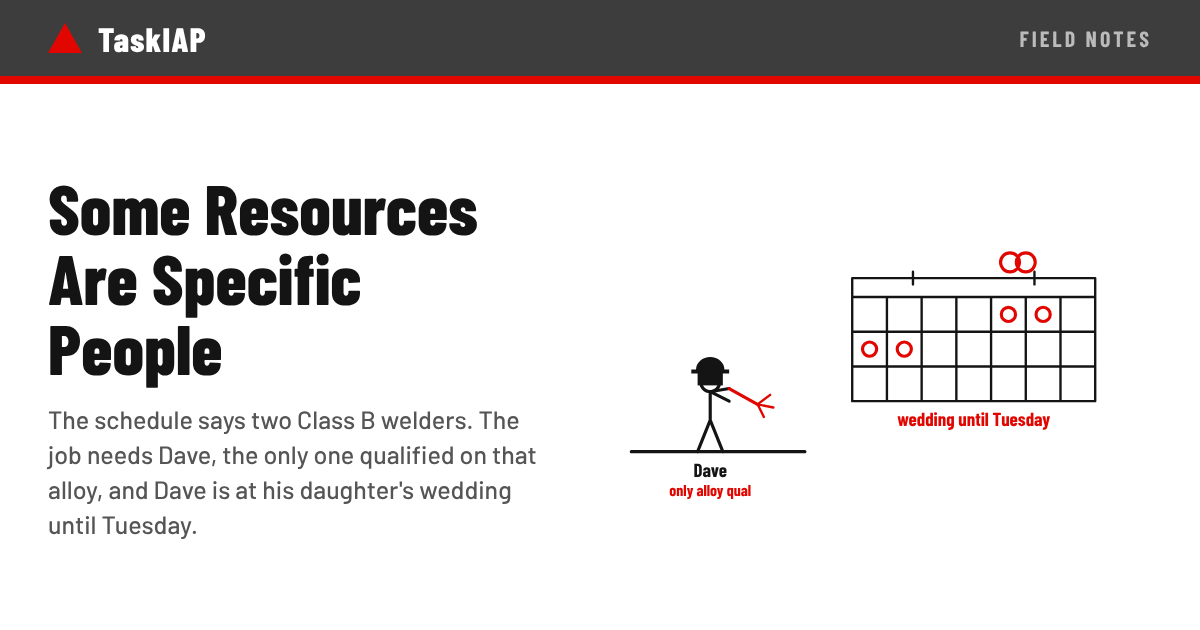 TaskIAP
FIELD NOTES
Some Resources
Are Specific
People
The schedule says two Class B welders. The
job needs Dave, the only one qualified on that
alloy, and Dave is at his daughter's wedding
until Tuesday.
Dave
only alloy qual
wedding until Tuesday